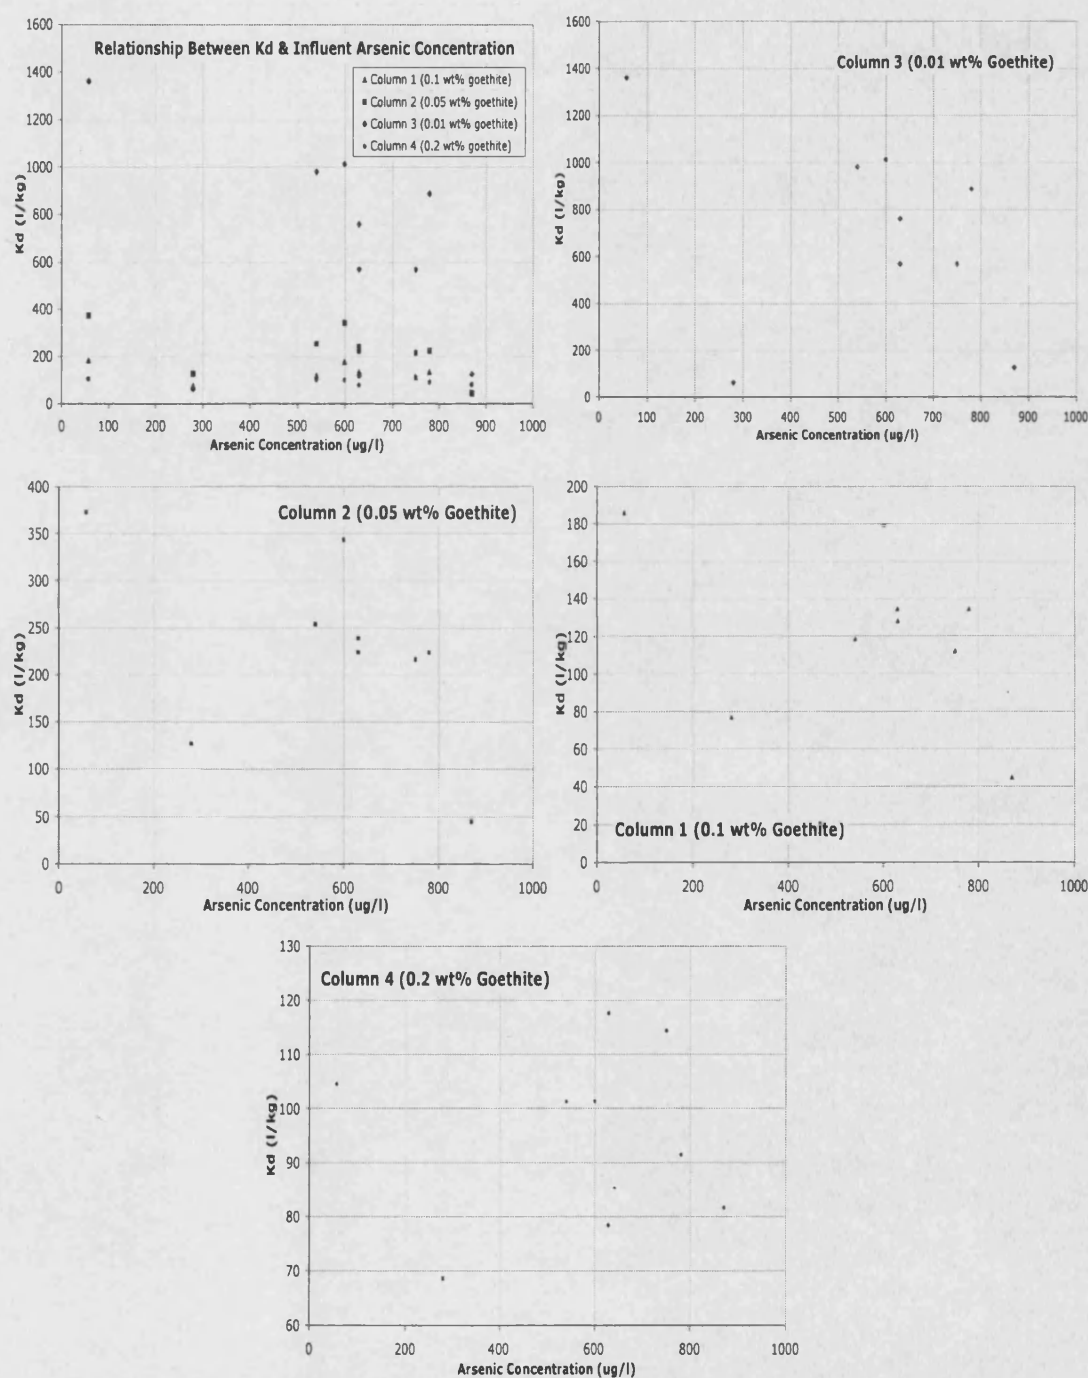 Relationship Between Kd & Influent Arsenic Concentration
Column 1 (0.1 wt% goethite)
Column 2 (0.05 wt% goethite)
Column 3 (0.01 wt% goethite)
Column 4 (0.2 wt% goethite)
1600
1400
1200
1000
800
600
400
200
0
Kd (l/kg)
0 100 200 300 400 500 600 700 800 900 1000
Arsenic Concentration (ug/l)
Column 3 (0.01 wt% Goethite)
1600
1400
1200
1000
800
600
400
200
0
Kd (l/kg)
0 100 200 300 400 500 600 700 800 900 1000
Arsenic Concentration (ug/l)
Column 2 (0.05 wt% Goethite)
400
350
300
250
200
150
100
50
0
Kd (l/kg)
0 200 400 600 800 1000
Arsenic Concentration (ug/l)
200
180
160
140
120
100
80
60
40
20
0
Kd (l/kg)
Column 1 (0.1 wt% Goethite)
0 200 400 600 800 1000
Arsenic Concentration (ug/l)
Column 4 (0.2 wt% Goethite)
130
120
110
100
90
80
70
60
Kd (l/kg)
0 200 400 600 800 1000
Arsenic Concentration (ug/l)